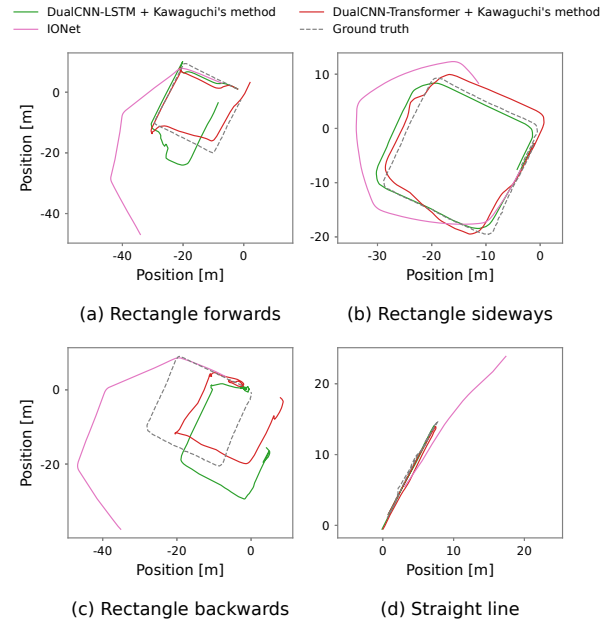 DualCNN-LSTM + Kawaguchi's method DualCNN-Transformer + Kawaguchi's method
IONet Ground truth
Position [m]
0
-20
-40
-40 -20 0
Position [m]
(a) Rectangle forwards
10
0
-10
-20
-30 -20 -10 0
Position [m]
(b) Rectangle sideways
Position [m]
0
-20
-40 -20 0
Position [m]
(c) Rectangle backwards
20
10
0
0 10 20
Position [m]
(d) Straight line